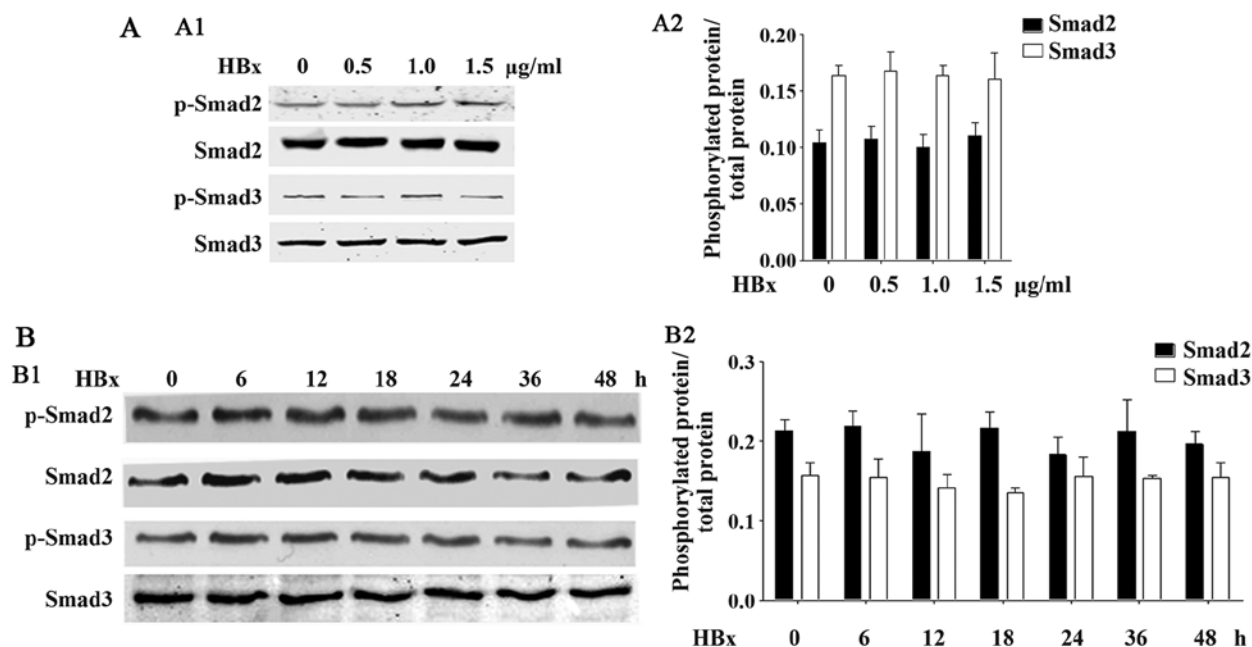 A A1
HBx 0 0.5 1.0 1.5 μg/ml
p-Smad2
Smad2
p-Smad3
Smad3
A2
Smad2
Smad3
Phosphorylated protein/
total protein
0.20
0.15
0.10
0.05
0.00
HBx 0 0.5 1.0 1.5 μg/ml
B
B1 HBx 0 6 12 18 24 36 48 h
p-Smad2
Smad2
p-Smad3
Smad3
B2
Smad2
Smad3
Phosphorylated protein/
total protein
0.3
0.2
0.1
0.0
HBx 0 6 12 18 24 36 48 h